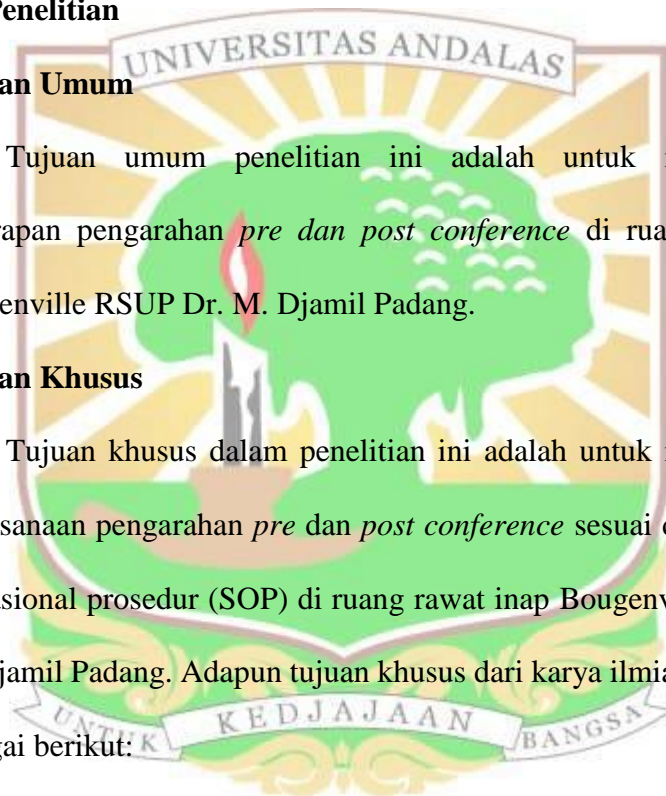 Penelitian
UNIVERSITAS ANDALAS
an Umum
Tujuan umum penelitian ini adalah untuk
rapan pengarahan pre dan post conference di rua
enville RSUP Dr. M. Djamil Padang.
an Khusus
Tujuan khusus dalam penelitian ini adalah untuk
sanaan pengarahan pre dan post conference sesuai
sional prosedur (SOP) di ruang rawat inap Bougenv
jamil Padang. Adapun tujuan khusus dari karya ilmia
UNTUK KEDJAJAAN BANGSA
gai berikut: